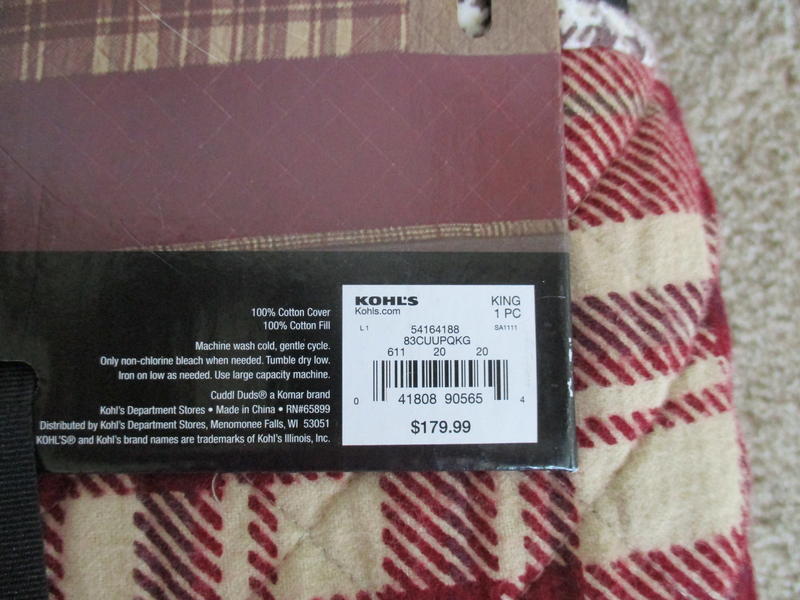 100% Cotton Cover
100% Cotton Fill
Machine wash cold, gentle cycle.
Only non-chlorine bleach when needed. Tumble dry low.
Iron on low as needed. Use large capacity machine.
Cuddl Duds® a Komar brand
Kohl's Department Stores • Made in China • RN#65899
Distributed by Kohl's Department Stores, Menomonee Falls, WI 53051
KOHL'S® and Kohl's brand names are trademarks of Kohl's Illinois, Inc.
KOHL'S KING
Kohls.com 1 PC
L1 54164188 SA1111
83CUUPQKG
611 20 20
0 41808 90565 4
$179.99